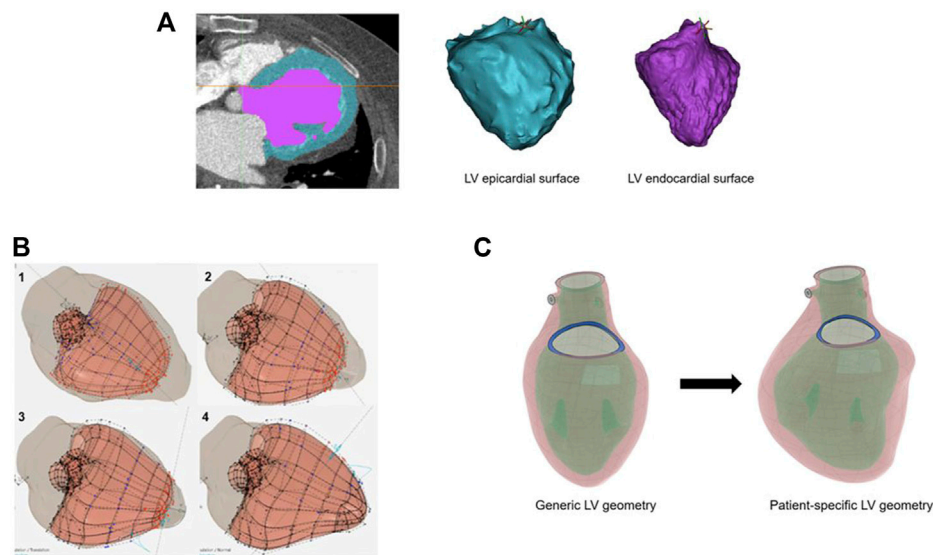 A
LV epicardial surface
LV endocardial surface
B
C
1
2
3
4
Generic LV geometry
Patient-specific LV geometry